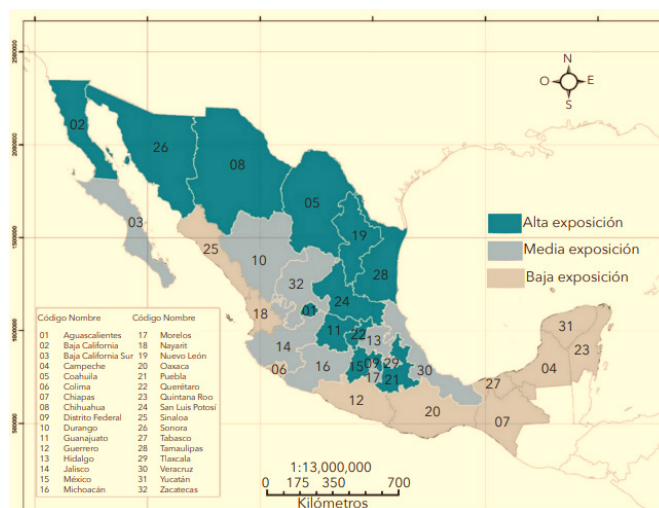 N
O E
S
2500000
2000000
1500000
1000000
500000
02
26
08
05
03
19
25
10
28
32
24
01
18
11
22
13
14
31
23
06
16
15
09
29
17
21
30
04
27
12
20
07
Alta exposición
Media exposición
Baja exposición
Código Nombre Código Nombre
01 Aguascalientes 17 Morelos
02 Baja California 18 Nayarit
03 Baja California Sur 19 Nuevo León
04 Campeche 20 Oaxaca
05 Coahuila 21 Puebla
06 Colima 22 Querétaro
07 Chiapas 23 Quintana Roo
08 Chihuahua 24 San Luis Potosí
09 Distrito Federal 25 Sinaloa
10 Durango 26 Sonora
11 Guanajuato 27 Tabasco
12 Guerrero 28 Tamaulipas
13 Hidalgo 29 Tlaxcala
14 Jalisco 30 Veracruz
15 México 31 Yucatán
16 Michoacán 32 Zacatecas
1:13,000,000
0 175 350 700
Kilómetros